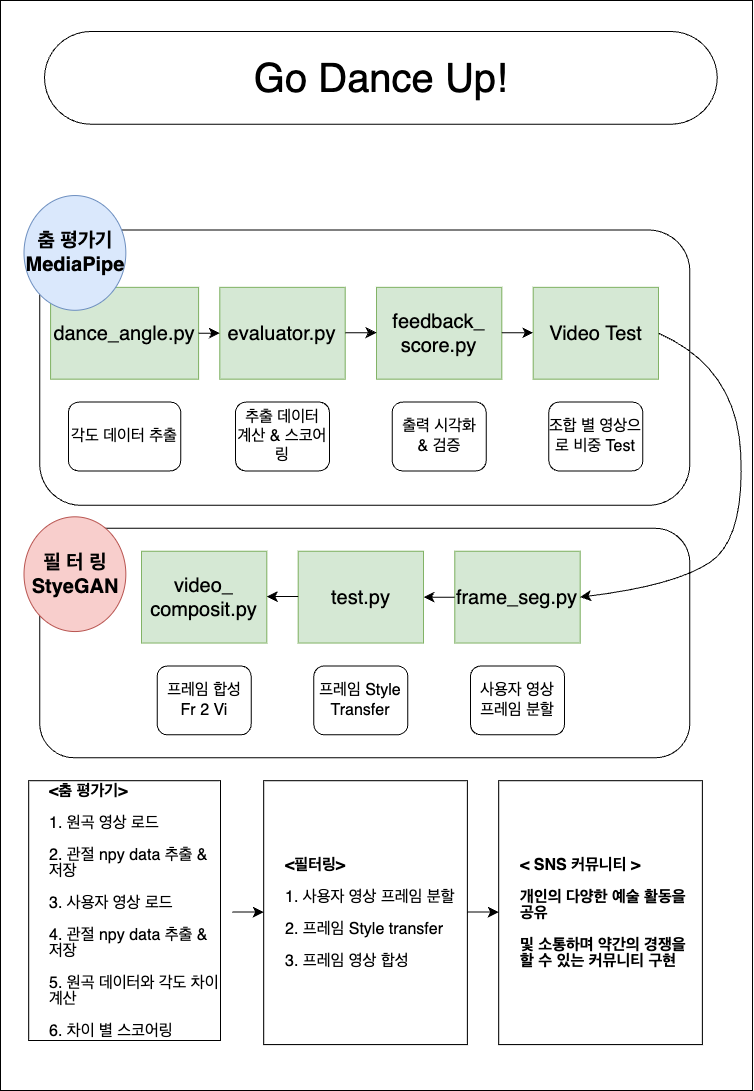 Go Dance Up!
춤 평가기
MediaPipe
dance_angle.py
evaluator.py
feedback_
score.py
Video Test
각도 데이터 추출
추출 데이터
계산 & 스코어
링
출력 시각화
& 검증
조합 별 영상으
로 비중 Test
필 터 링
StyeGAN
video_
composit.py
test.py
frame_seg.py
프레임 합성
Fr 2 Vi
프레임 Style
Transfer
사용자 영상
프레임 분할
<춤 평가기>
1. 원곡 영상 로드
2. 관절 npy data 추출 &
저장
3. 사용자 영상 로드
4. 관절 npy data 추출 &
저장
5. 원곡 데이터와 각도 차이
계산
6. 차이 별 스코어링
<필터링>
1. 사용자 영상 프레임 분할
2. 프레임 Style transfer
3. 프레임 영상 합성
< SNS 커뮤니티 >
개인의 다양한 예술 활동을
공유
및 소통하며 약간의 경쟁을
할 수 있는 커뮤니티 구현